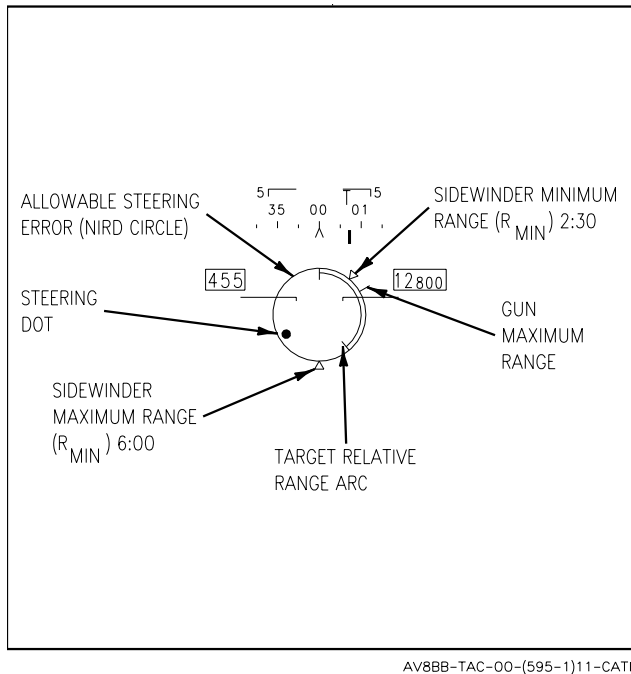 ALLOWABLE STEERING
ERROR (NIRD CIRCLE)
5 5
35 00 01
SIDEWINDER MINIMUM
RANGE (R MIN) 2:30
455
12800
STEERING
DOT
GUN
MAXIMUM
RANGE
SIDEWINDER
MAXIMUM RANGE
(R MIN) 6:00
TARGET RELATIVE
RANGE ARC
AV8BB-TAC-00-(595-1)11-CATI